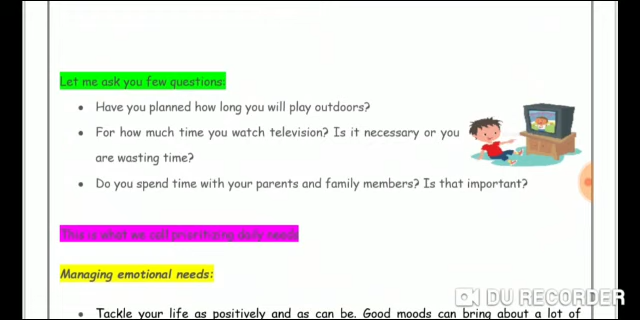 Let me ask you few questions:
• Have you planned how long you will play outdoors?
• For how much time you watch television? Is it necessary or you
are wasting time?
• Do you spend time with your parents and family members? Is that important?
This is what we call prioritizing daily needs
Managing emotional needs:
• Tackle your life as positively and as can be. Good moods can bring about a lot of
DU RECORDER